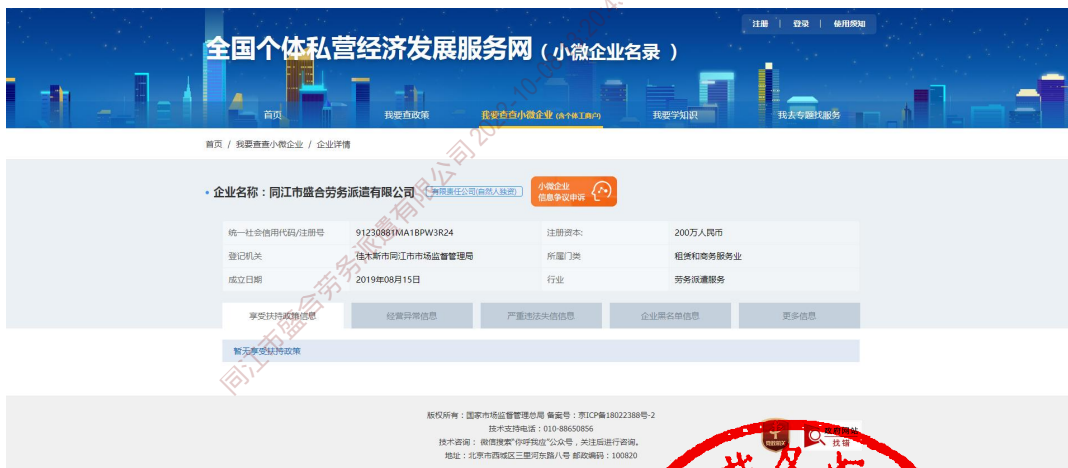 注册 | 登录 | 使用须知
全国个体私营经济发展服务网（小微企业名录）
首页 我要查政策 我要查小微企业 (含个体工商户) 我要学知识 我去专题找服务
首页 / 我要查小微企业 / 企业详情
• 企业名称：同江市盛合劳务派遣有限公司 有限责任公司(自然人独资) 小微企业
信息争议申诉
统一社会信用代码/注册号 91230881MA1BPW3R24 注册资本: 200万人民币
登记机关 佳木斯市同江市市场监督管理局 所属门类 租赁和商务服务业
成立日期 2019年08月15日 行业 劳务派遣服务
享受扶持政策信息 经营异常信息 严重违法失信信息 企业黑名单信息 更多信息
暂无享受扶持政策
版权所有：国家市场监督管理总局 备案号：京ICP备18022388号-2
技术支持电话：010-88650856
技术咨询： 微信搜索"你呼我应"公众号，关注后进行咨询。
地址：北京市西城区三里河东路八号 邮政编码：100820
政府网站
找错
同江市盛合劳务派遣有限公司 2022-10-0